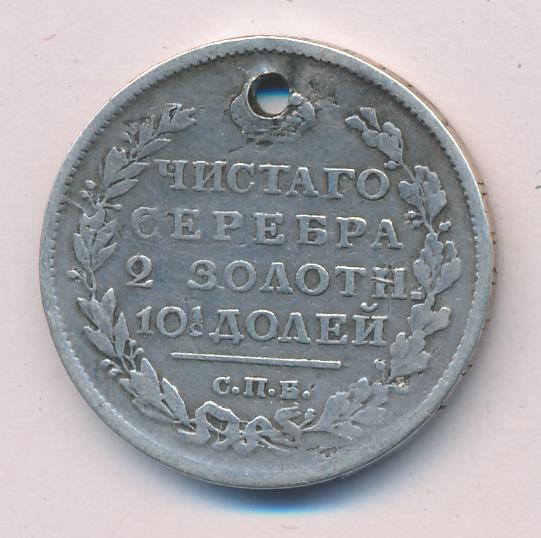 ЧИСТАГО
СЕРЕБРА
2 ЗОЛОТН.
10½ ДОЛЕЙ
С.П.Б.